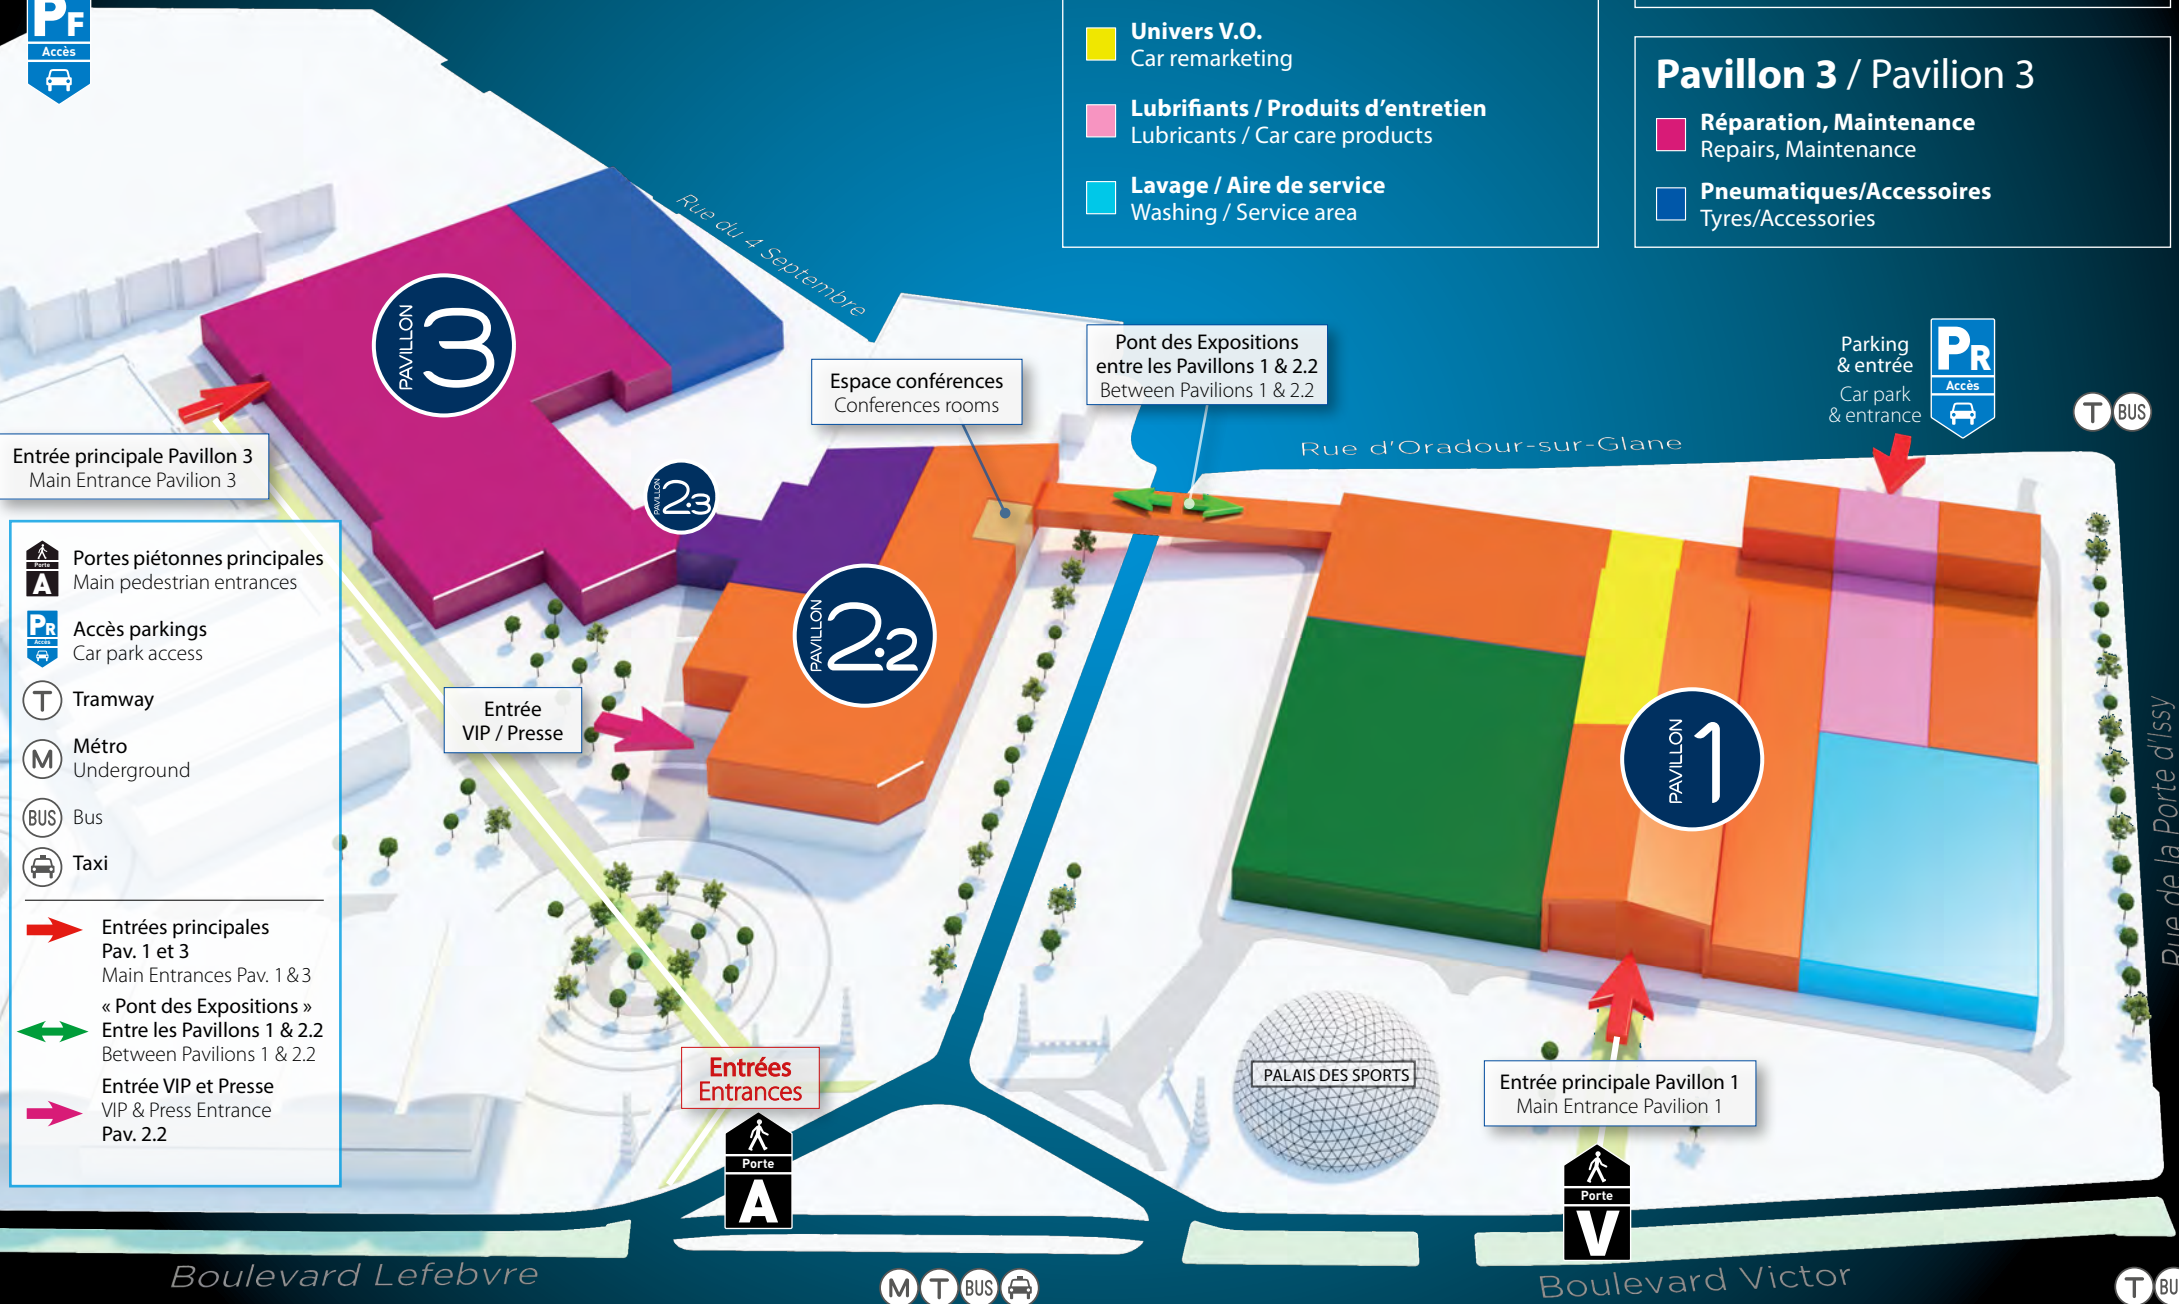 PF
Accès
Univers V.O.
Car remarketing
Lubrifiants / Produits d'entretien
Lubricants / Car care products
Lavage / Aire de service
Washing / Service area
Pavillon 3 / Pavilion 3
Réparation, Maintenance
Repairs, Maintenance
Pneumatiques/Accessoires
Tyres/Accessories
Rue du 4 Septembre
PAVILLON 3
Espace conférences
Conferences rooms
Pont des Expositions
entre les Pavillons 1 & 2.2
Between Pavilions 1 & 2.2
Parking
& entrée
Car park
& entrance
PR
Accès
T BUS
Rue d'Oradour-sur-Glane
Entrée principale Pavillon 3
Main Entrance Pavilion 3
PAVILLON 2.3
PAVILLON 2.2
PAVILLON 1
Entrée
VIP / Presse
Porte
A
Portes piétonnes principales
Main pedestrian entrances
PR
Accès
Accès parkings
Car park access
T
Tramway
M
Métro
Underground
BUS
Bus
Taxi
Entrées principales
Pav. 1 et 3
Main Entrances Pav. 1 & 3
« Pont des Expositions »
Entre les Pavillons 1 & 2.2
Between Pavilions 1 & 2.2
Entrée VIP et Presse
VIP & Press Entrance
Pav. 2.2
Rue de la Porte d'Issy
Entrées
Entrances
Porte
A
PALAIS DES SPORTS
Entrée principale Pavillon 1
Main Entrance Pavilion 1
Porte
V
Boulevard Lefebvre
M T BUS
Boulevard Victor
T BU